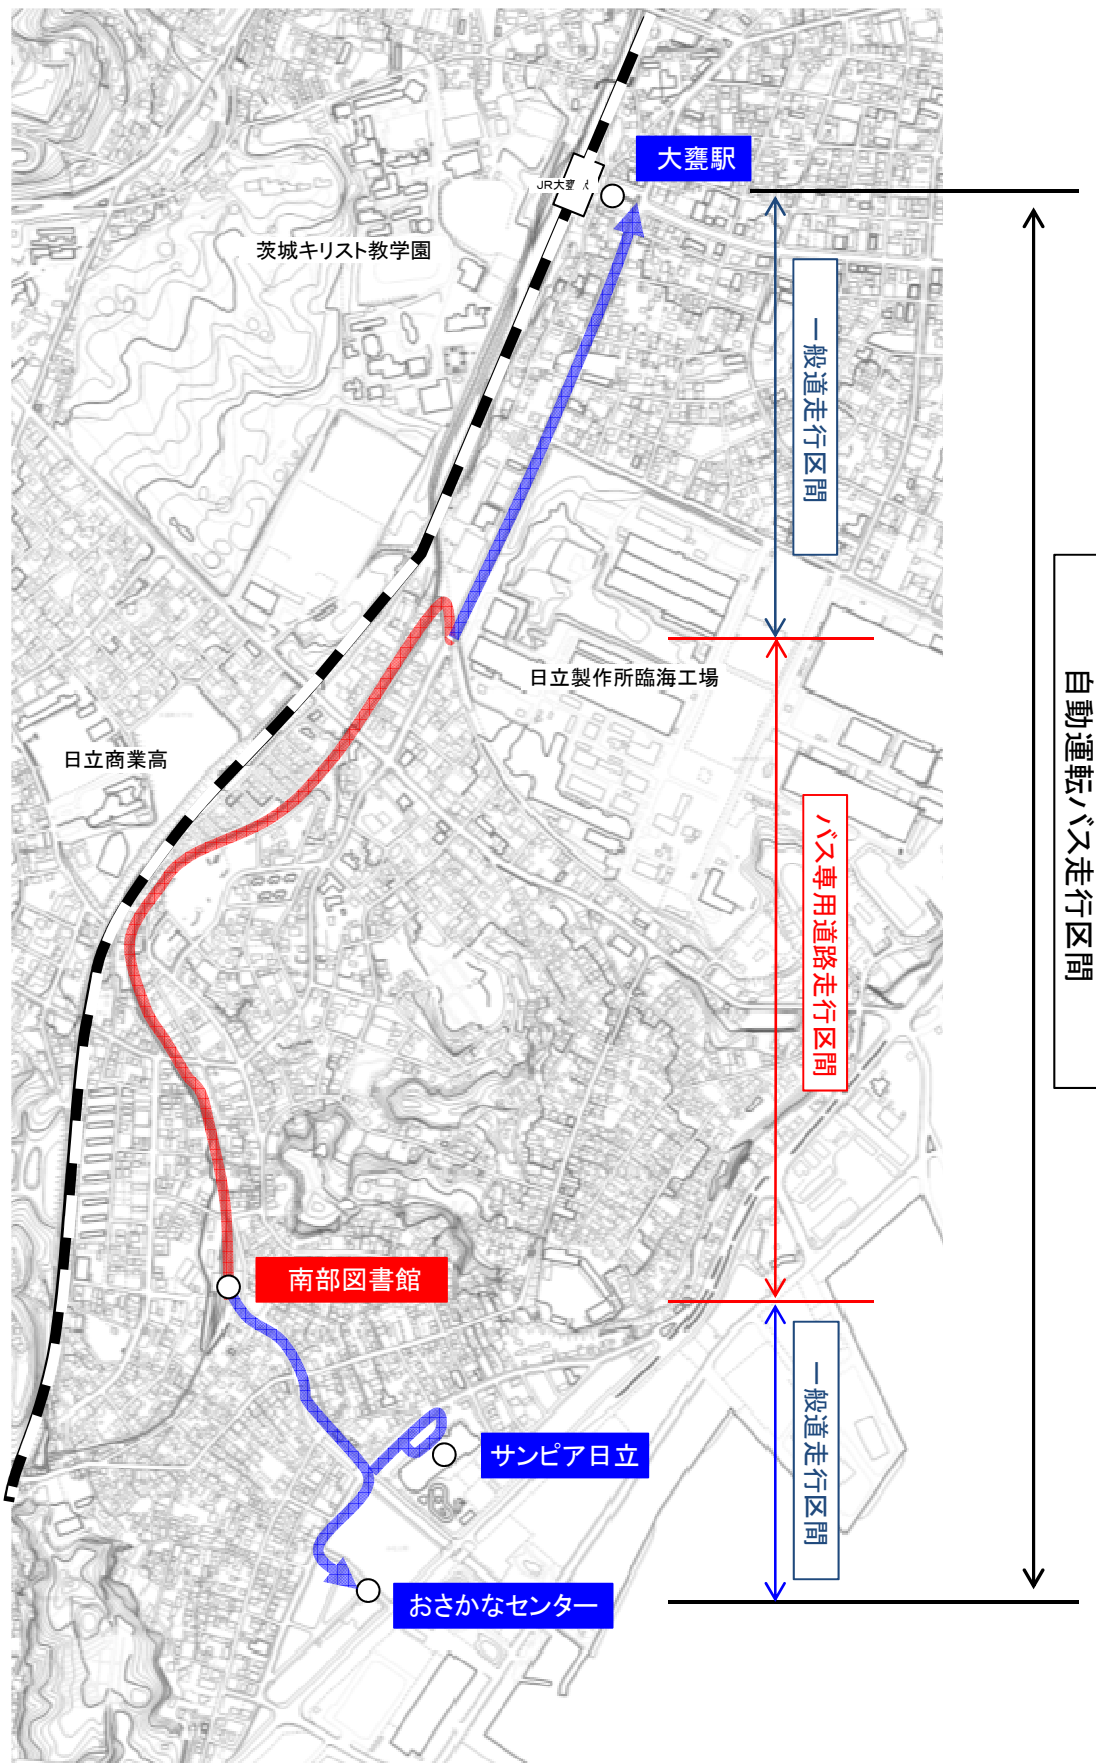 大甕駅
JR大甕
茨城キリスト教学園
一般道走行区間
自動運転バス走行区間
日立製作所臨海工場
日立商業高
バス専用道路走行区間
南部図書館
一般道走行区間
サンピア日立
おさかなセンター